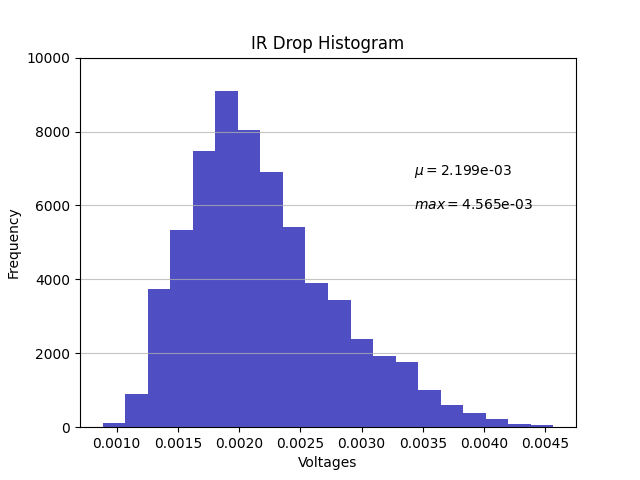 IR Drop Histogram
10000
8000
6000
4000
2000
0
Frequency
μ = 2.199e-03
max = 4.565e-03
0.0010 0.0015 0.0020 0.0025 0.0030 0.0035 0.0040 0.0045
Voltages